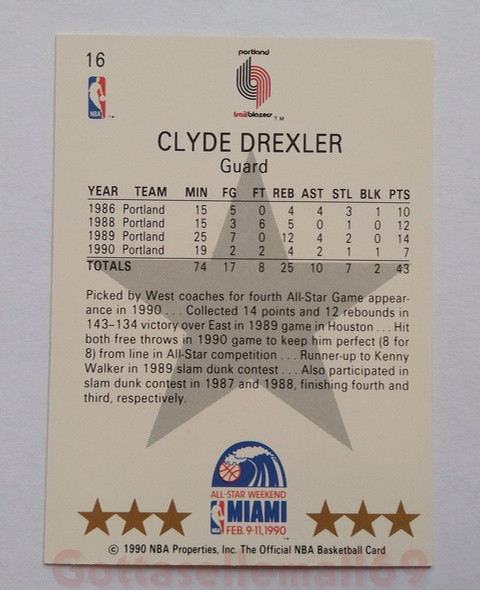 16
portland
trail blazers TM
CLYDE DREXLER
Guard
YEAR TEAM MIN FG FT REB AST STL BLK PTS
1986 Portland 15 5 0 4 4 3 1 10
1988 Portland 15 3 6 5 0 1 0 12
1989 Portland 25 7 0 12 4 2 0 14
1990 Portland 19 2 2 4 2 1 1 7
TOTALS 74 17 8 25 10 7 2 43
Picked by West coaches for fourth All-Star Game appear-
ance in 1990 . . . Collected 14 points and 12 rebounds in
143–134 victory over East in 1989 game in Houston . . . Hit
both free throws in 1990 game to keep him perfect (8 for
8) from line in All-Star competition . . . Runner-up to Kenny
Walker in 1989 slam dunk contest . . . Also participated in
slam dunk contest in 1987 and 1988, finishing fourth and
third, respectively.
ALL-STAR WEEKEND
MIAMI
FEB. 9-11, 1990
© 1990 NBA Properties, Inc. The Official NBA Basketball Card
Gottasellemall69